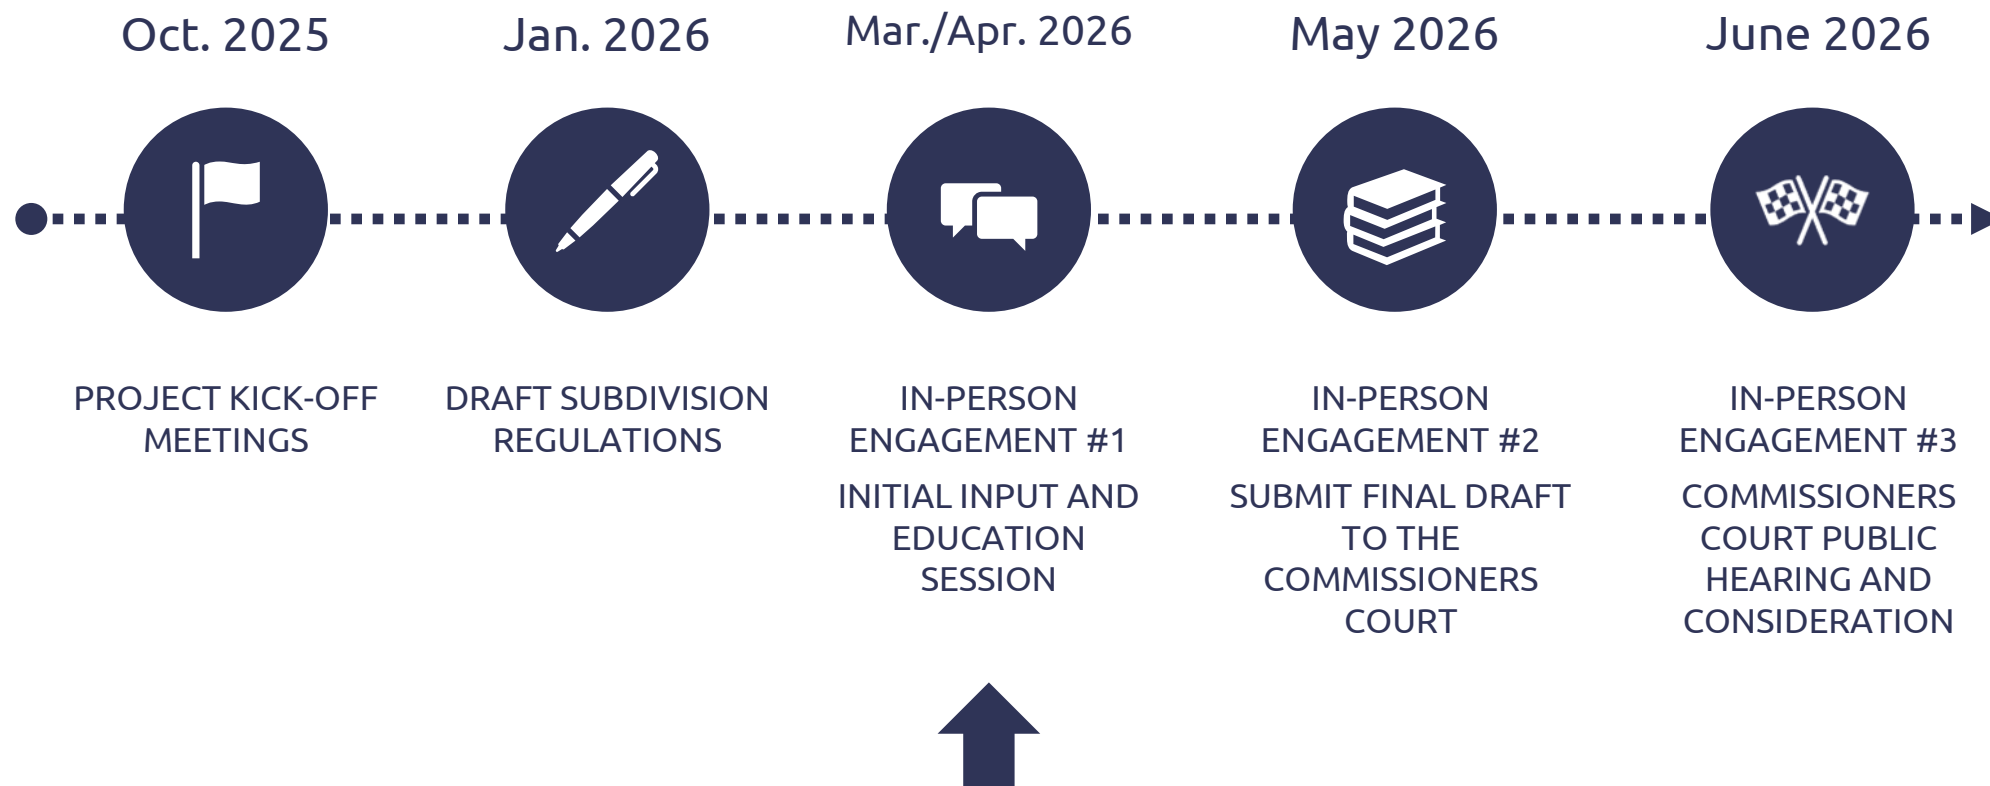 Oct. 2025
Jan. 2026
Mar./Apr. 2026
May 2026
June 2026
PROJECT KICK-OFF
MEETINGS
DRAFT SUBDIVISION
REGULATIONS
IN-PERSON
ENGAGEMENT #1
INITIAL INPUT AND
EDUCATION
SESSION
IN-PERSON
ENGAGEMENT #2
SUBMIT FINAL DRAFT
TO THE
COMMISSIONERS
COURT
IN-PERSON
ENGAGEMENT #3
COMMISSIONERS
COURT PUBLIC
HEARING AND
CONSIDERATION